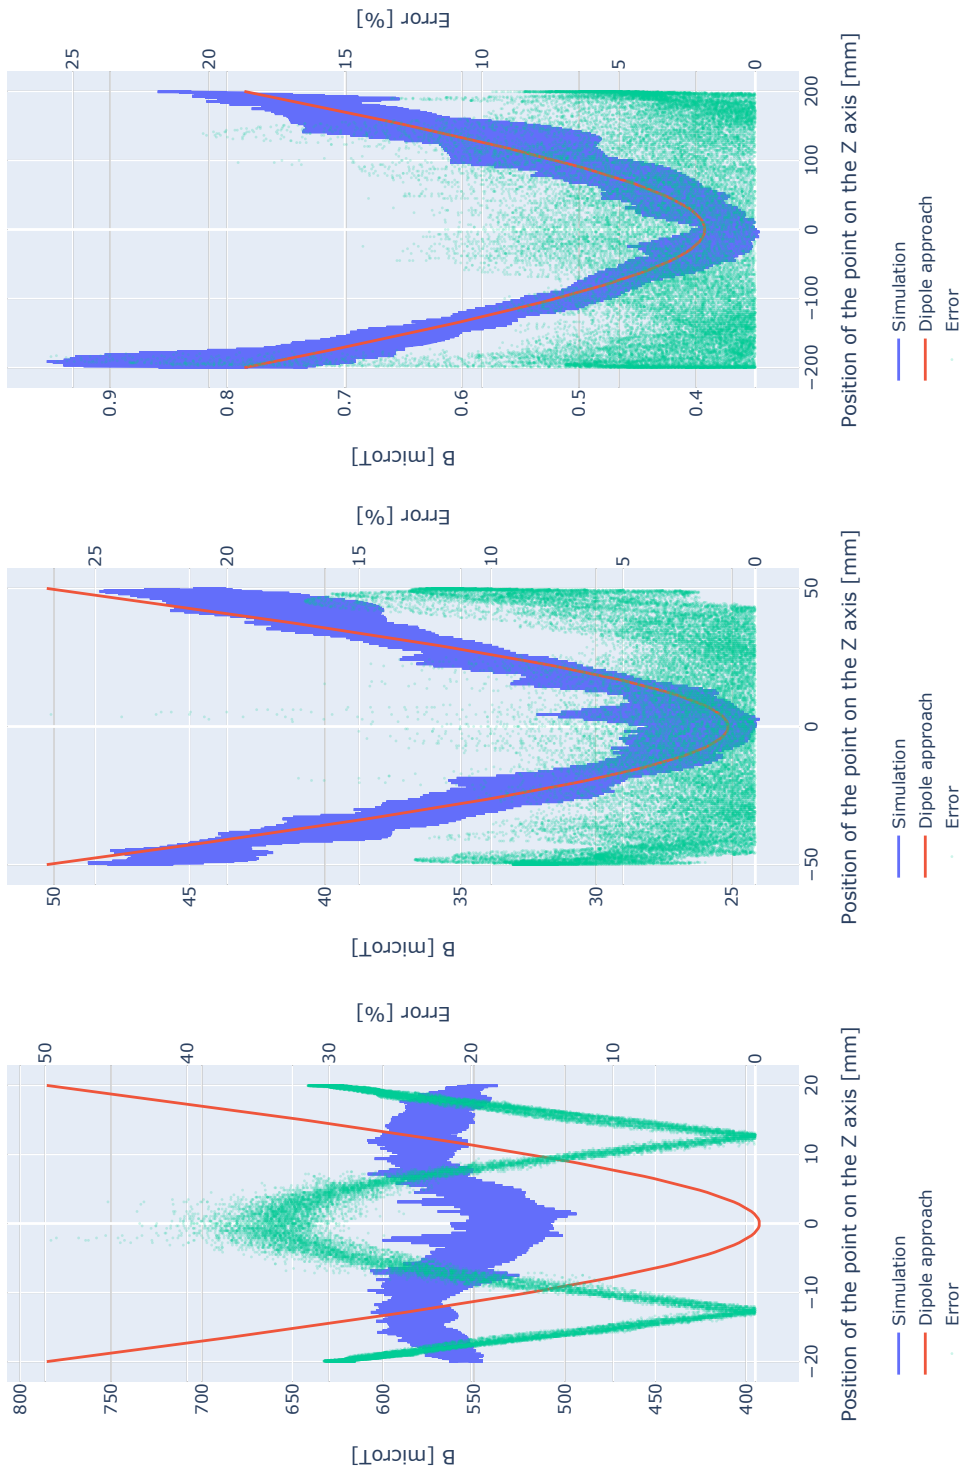 B [microT]
800
750
700
650
600
550
500
450
400
−20
−10
0
10
20
50
40
30
20
10
0
Error [%]
Position of the point on the Z axis [mm]
Simulation
Dipole approach
Error
B [microT]
50
45
40
35
30
25
−50
0
50
25
20
15
10
5
0
Error [%]
Position of the point on the Z axis [mm]
Simulation
Dipole approach
Error
B [microT]
0.9
0.8
0.7
0.6
0.5
0.4
−200
−100
0
100
200
25
20
15
10
5
0
Error [%]
Position of the point on the Z axis [mm]
Simulation
Dipole approach
Error